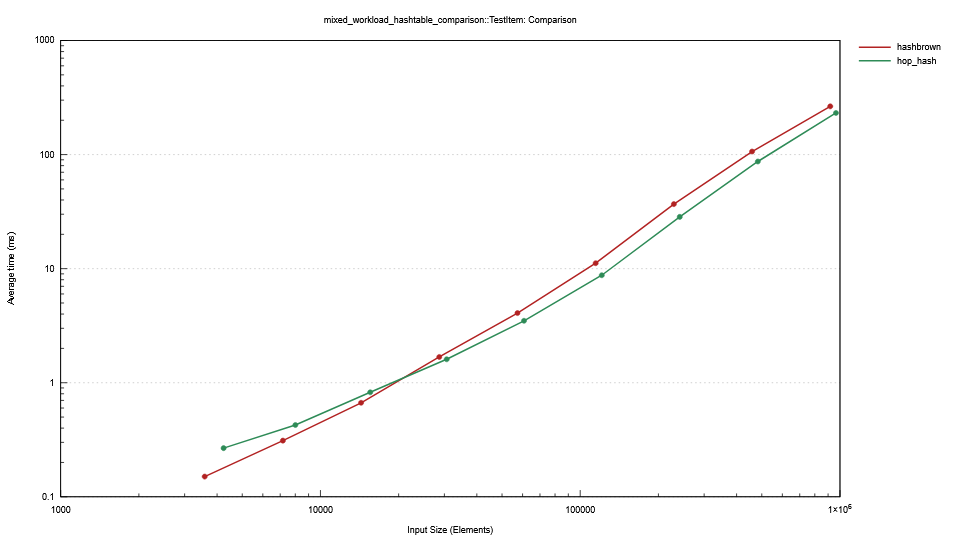 mixed_workload_hashtable_comparison::TestItem: Comparison
hashbrown
hop_hash
1000
100
10
1
0.1
Average time (ms)
1000 10000 100000 1×10⁶
Input Size (Elements)